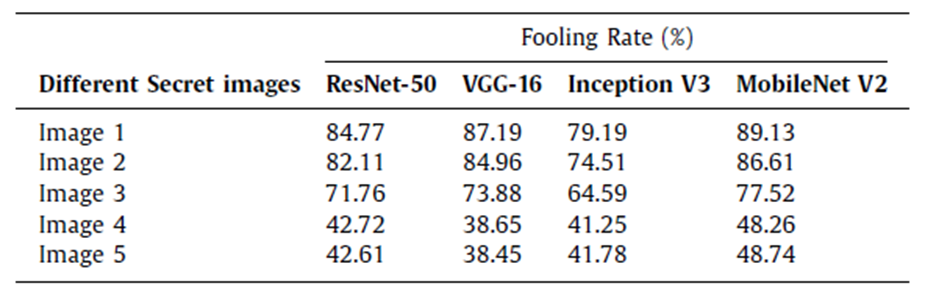 Fooling Rate (%)
Different Secret images ResNet-50 VGG-16 Inception V3 MobileNet V2
Image 1 84.77 87.19 79.19 89.13
Image 2 82.11 84.96 74.51 86.61
Image 3 71.76 73.88 64.59 77.52
Image 4 42.72 38.65 41.25 48.26
Image 5 42.61 38.45 41.78 48.74